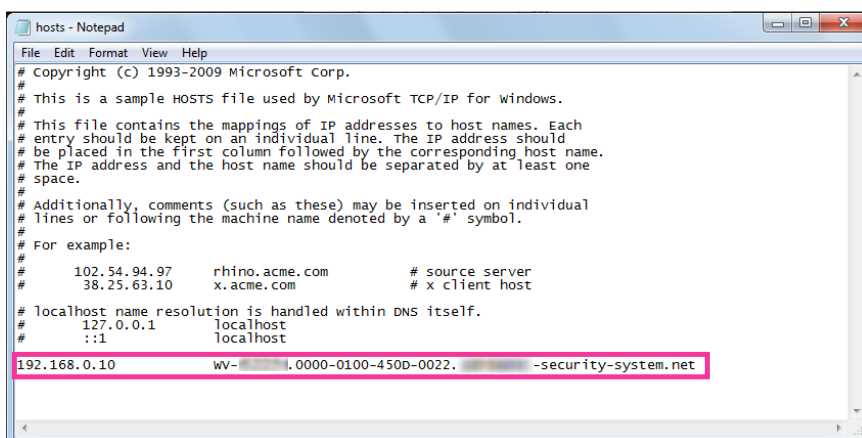 hosts - Notepad
File Edit Format View Help
# Copyright (c) 1993-2009 Microsoft Corp.
#
# This is a sample HOSTS file used by Microsoft TCP/IP for Windows.
#
# This file contains the mappings of IP addresses to host names. Each
# entry should be kept on an individual line. The IP address should
# be placed in the first column followed by the corresponding host name.
# The IP address and the host name should be separated by at least one
# space.
#
# Additionally, comments (such as these) may be inserted on individual
# lines or following the machine name denoted by a '#' symbol.
#
# For example:
#
# 102.54.94.97 rhino.acme.com # source server
# 38.25.63.10 x.acme.com # x client host

# localhost name resolution is handled within DNS itself.
# 127.0.0.1 localhost
# ::1 localhost
192.168.0.10 WV- .0000-0100-450D-0022. -security-system.net